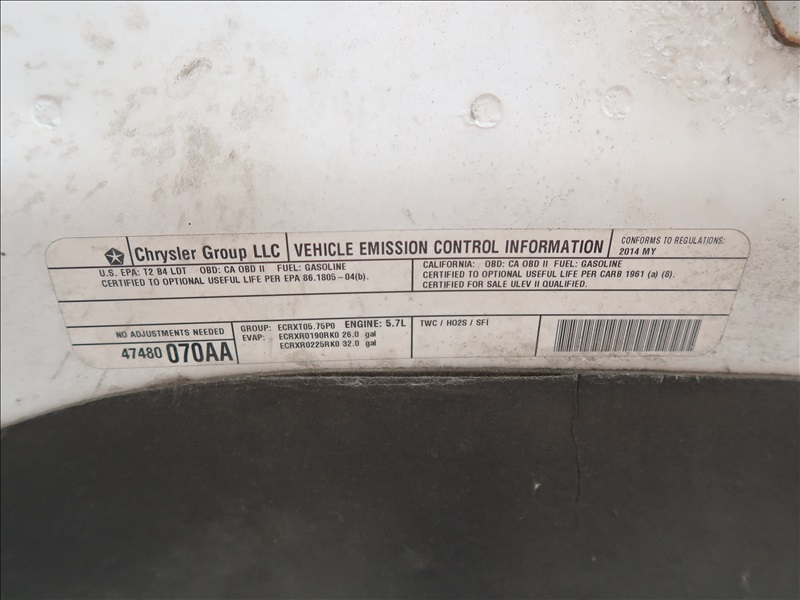 Chrysler Group LLC
VEHICLE EMISSION CONTROL INFORMATION
CONFORMS TO REGULATIONS:
2014 MY
U.S. EPA: T2 B4 LDT OBD: CA OBD II FUEL: GASOLINE
CERTIFIED TO OPTIONAL USEFUL LIFE PER EPA 86.1805-04(b).
CALIFORNIA: OBD: CA OBD II FUEL: GASOLINE
CERTIFIED TO OPTIONAL USEFUL LIFE PER CARB 1961 (a) (8).
CERTIFIED FOR SALE ULEV II QUALIFIED.
NO ADJUSTMENTS NEEDED
47480 070AA
GROUP: ECRXT05.75P0 ENGINE: 5.7L
EVAP: ECRXR0190RK0 26.0 gal
ECRXR0225RK0 32.0 gal
TWC / HO2S / SFI